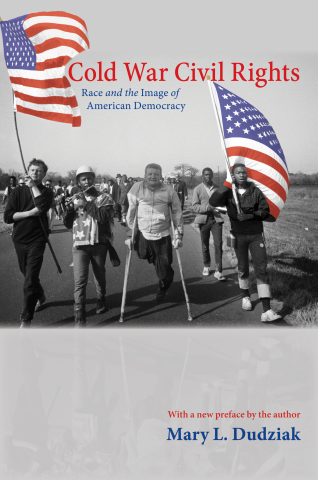 Cold War Civil Rights
Race and the Image of
American Democracy
With a new preface by the author
Mary L. Dudziak